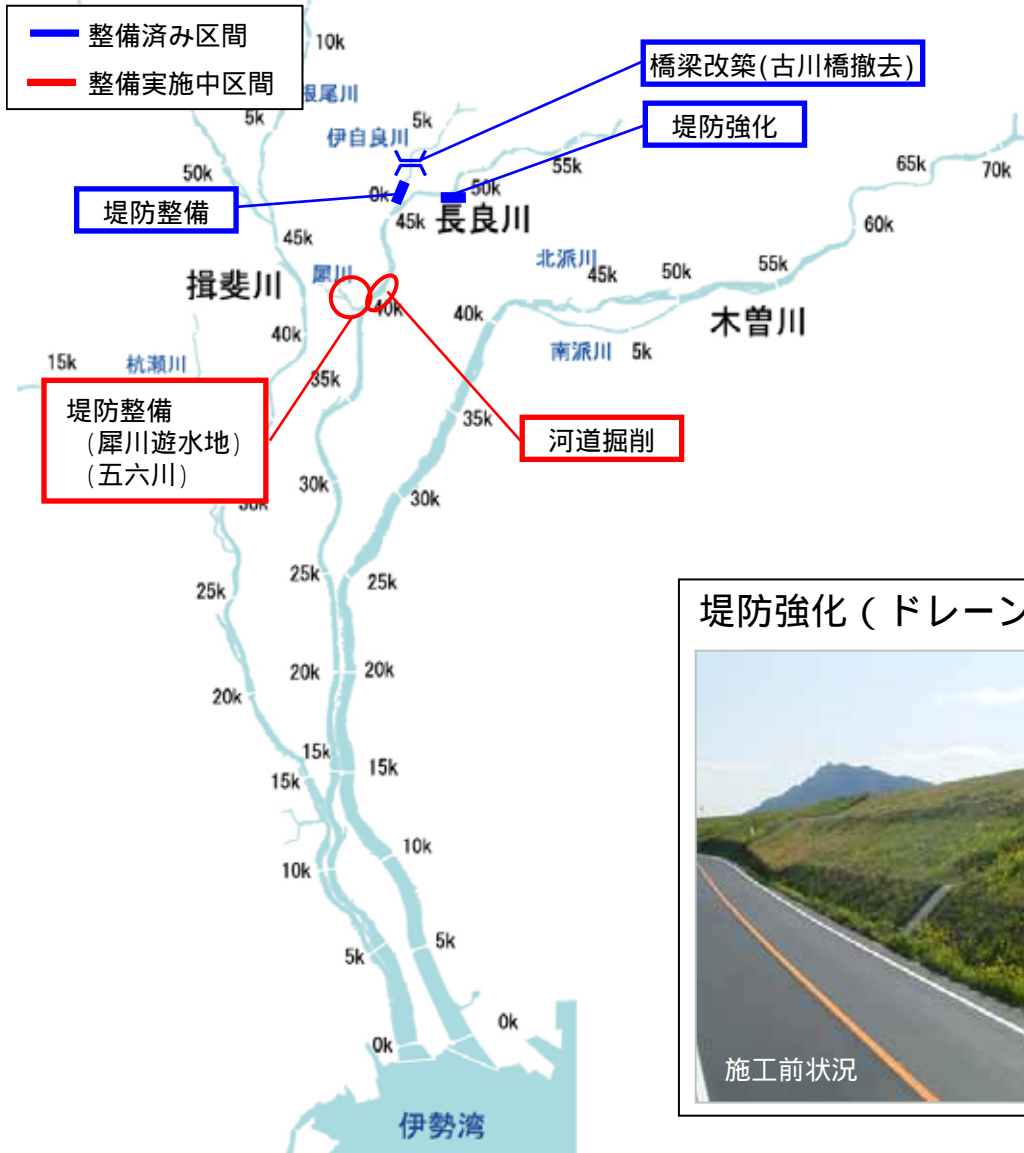 整備済み区間
整備実施中区間
10k
根尾川
5k
伊自良川
5k
橋梁改築(古川橋撤去)
堤防強化
50k
堤防整備
0k
50k
55k
65k
70k
45k
長良川
60k
45k
揖斐川
犀川
北派川
45k
50k
55k
40k
40k
木曽川
40k
南派川
5k
15k
杭瀬川
35k
堤防整備
(犀川遊水地)
(五六川)
35k
河道掘削
30k
30k
30k
25k
25k
25k
20k
20k
20k
15k
15k
15k
10k
10k
5k
5k
0k
0k
伊勢湾
堤防強化(ドレーン
施工前状況